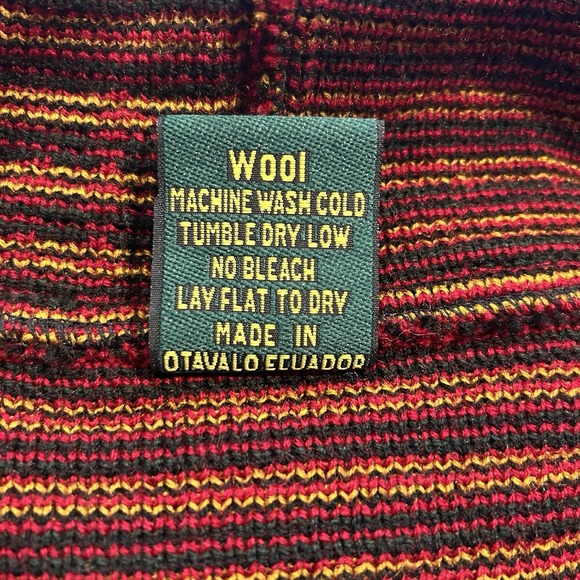 Wool
MACHINE WASH COLD
TUMBLE DRY LOW
NO BLEACH
LAY FLAT TO DRY
MADE IN
OTAVALO ECUADOR